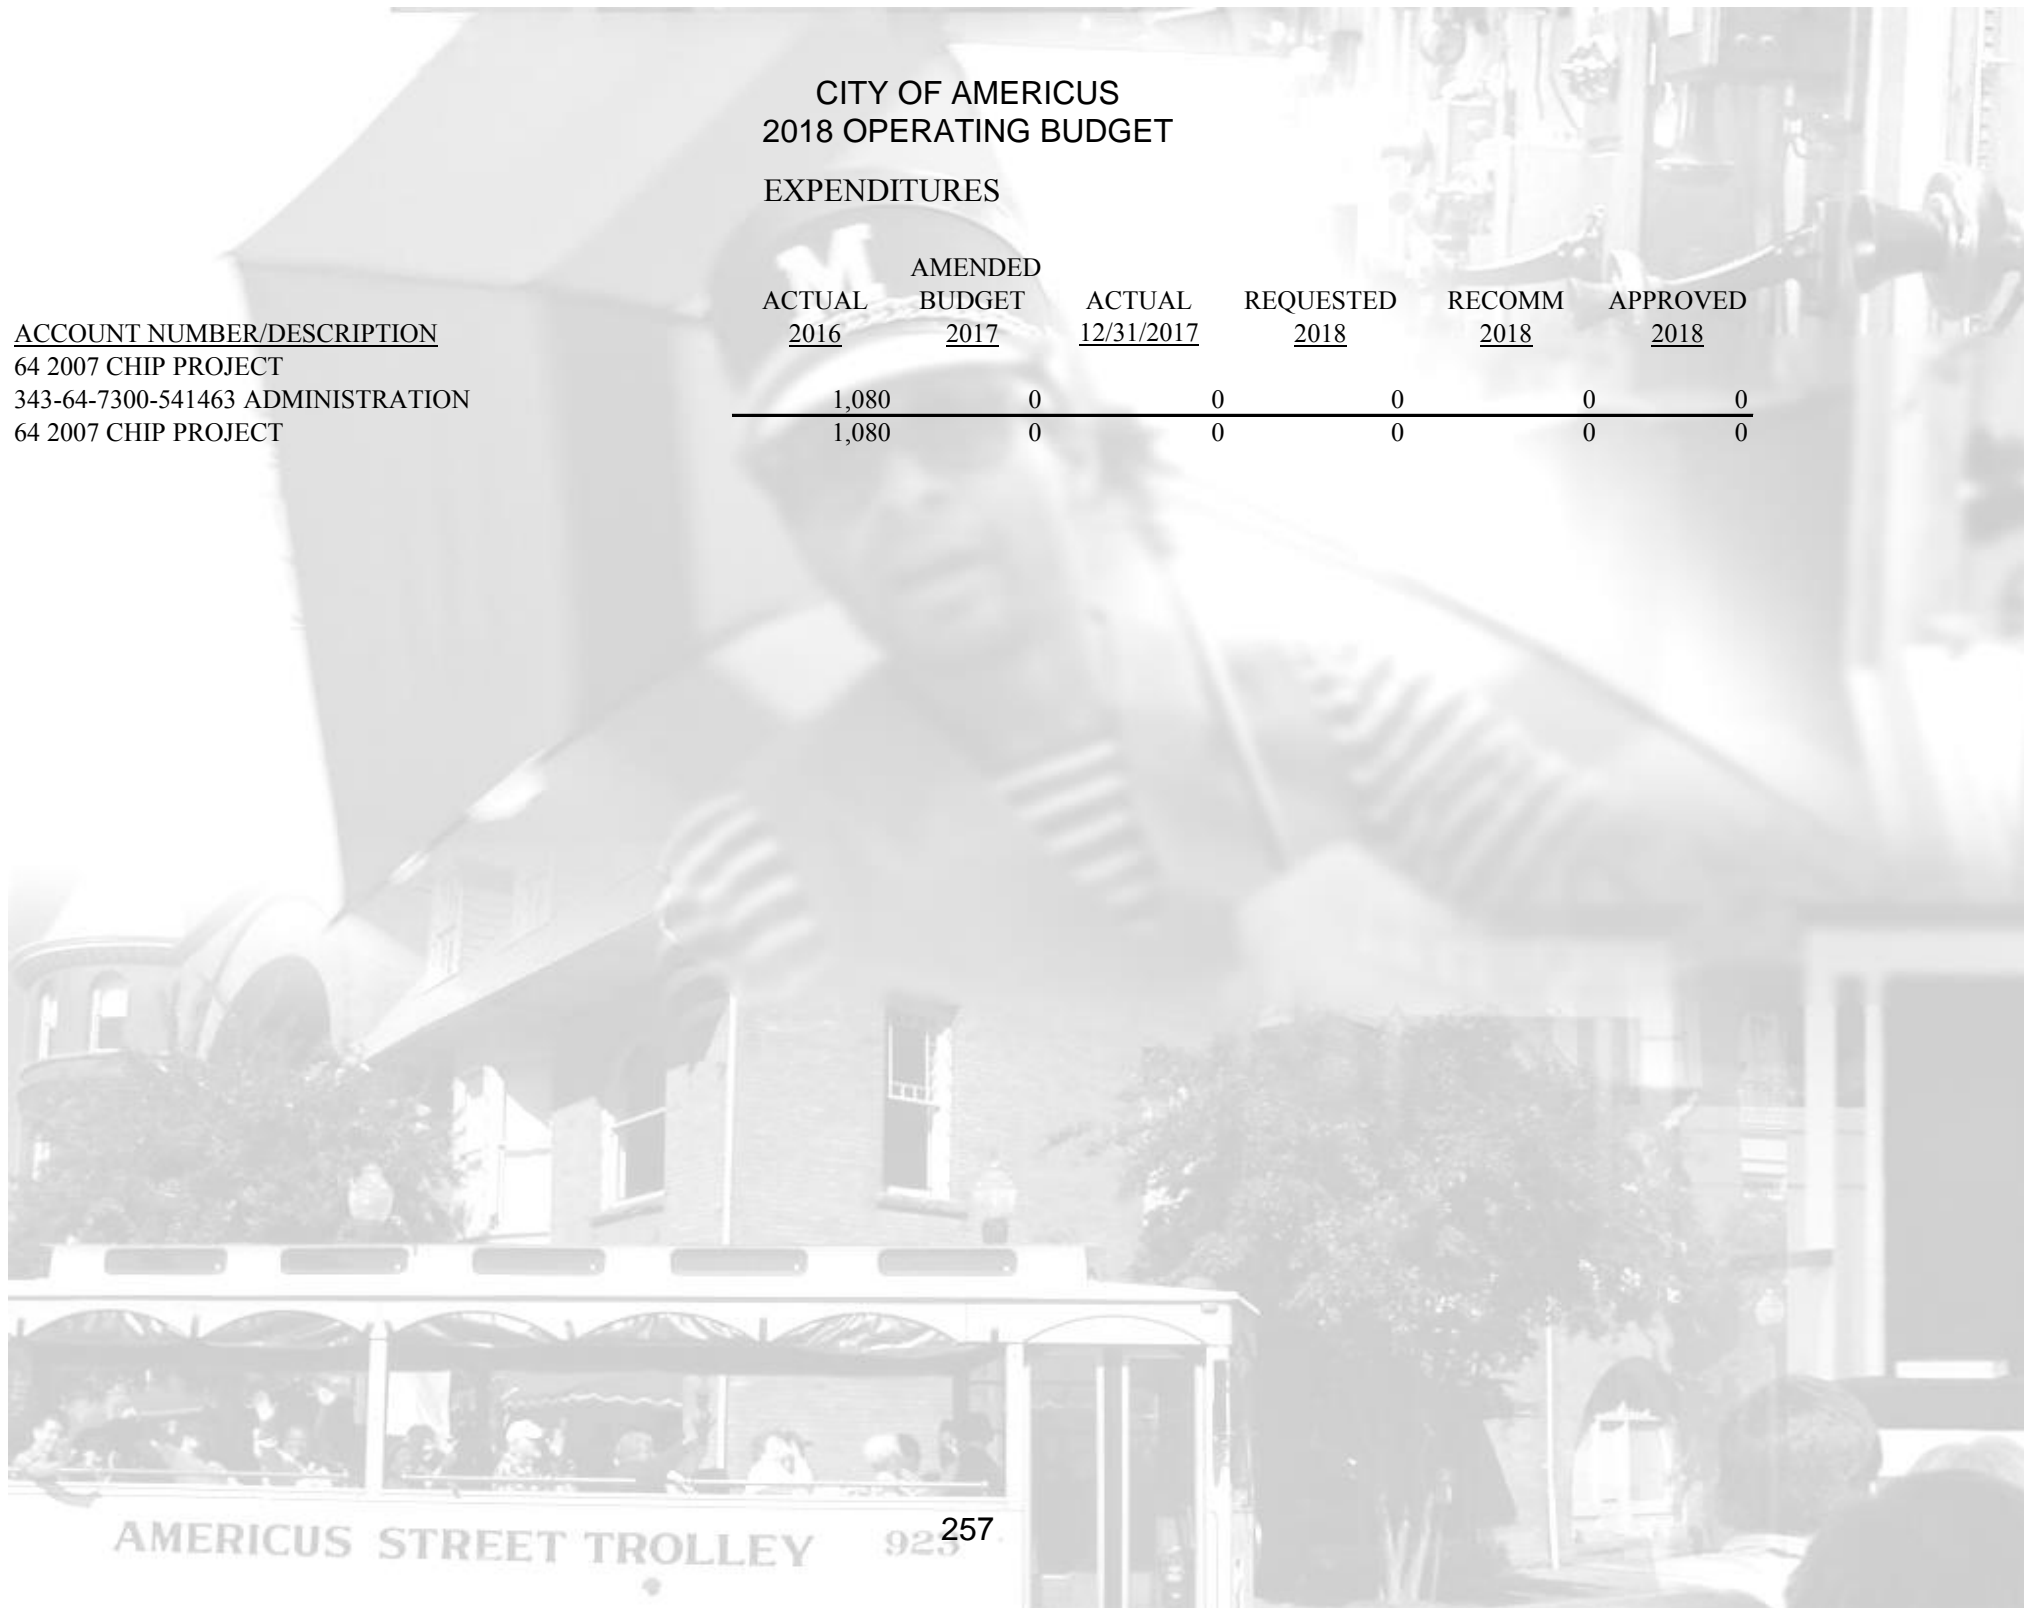 CITY OF AMERICUS
2018 OPERATING BUDGET
EXPENDITURES
AMENDED
ACTUAL BUDGET ACTUAL REQUESTED RECOMM APPROVED
ACCOUNT NUMBER/DESCRIPTION 2016 2017 12/31/2017 2018 2018 2018
64 2007 CHIP PROJECT
343-64-7300-541463 ADMINISTRATION 1,080 0 0 0 0 0
64 2007 CHIP PROJECT 1,080 0 0 0 0 0
M
AMERICUS STREET TROLLEY
257